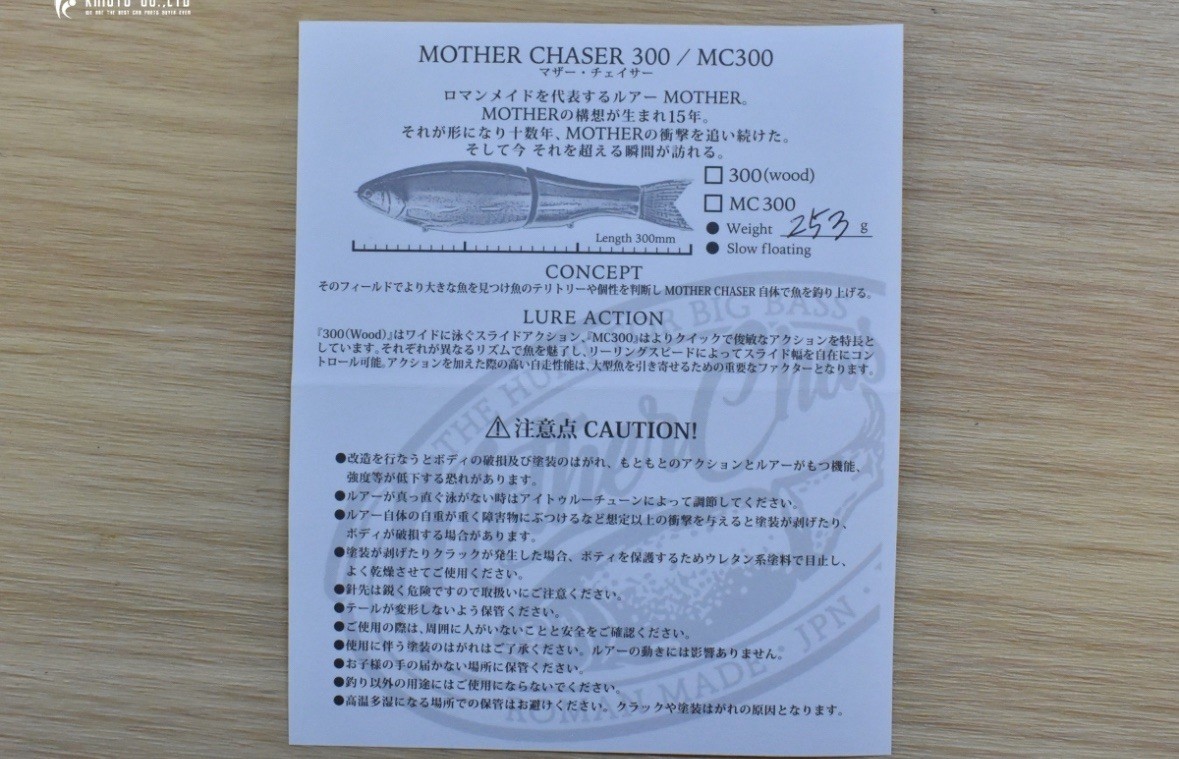 KHIGTO CO.,LTD
WE ARE THE BEST CAR PARTS BUYER EVER
MOTHER CHASER 300 / MC300
マザー・チェイサー
ロマンメイドを代表するルアー MOTHER。
MOTHERの構想が生まれ15年。
それが形になり十数年、MOTHERの衝撃を追い続けた。
そして今 それを超える瞬間が訪れる。
□ 300(wood)
□ MC300
● Weight 253 g
Length 300mm
● Slow floating
CONCEPT
そのフィールドでより大きな魚を見つけ魚のテリトリーや個性を判断し MOTHER CHASER 自体で魚を釣り上げる。
LURE ACTION
『300(Wood)』はワイドに泳ぐスライドアクション、『MC300』はよりクイックで俊敏なアクションを特長と
しています。それぞれが異なるリズムで魚を魅了し、リーリングスピードによってスライド幅を自在にコン
トロール可能。アクションを加えた際の高い自走性能は、大型魚を引き寄せるための重要なファクターとなります。
⚠注意点 CAUTION!
●改造を行なうとボディの破損及び塗装のはがれ、もともとのアクションとルアーがもつ機能、
強度等が低下する恐れがあります。
●ルアーが真っ直ぐ泳がない時はアイトゥルーチューンによって調節してください。
●ルアー自体の自重が重く障害物にぶつけるなど想定以上の衝撃を与えると塗装が剥げたり、
ボディが破損する場合があります。
●塗装が剥げたりクラックが発生した場合、ボティを保護するためウレタン系塗料で目止し、
よく乾燥させてご使用ください。
●針先は鋭く危険ですので取扱いにご注意ください。
●テールが変形しないよう保管ください。
●ご使用の際は、周囲に人がいないことと安全をご確認ください。
●使用に伴う塗装のはがれはご了承ください。ルアーの動きには影響ありません。
●お子様の手の届かない場所に保管ください。
●釣り以外の用途にはご使用にならないでください。
●高温多湿になる場所での保管はお避けください。クラックや塗装はがれの原因となります。
BIG BASS
ROMAN MADE JPN